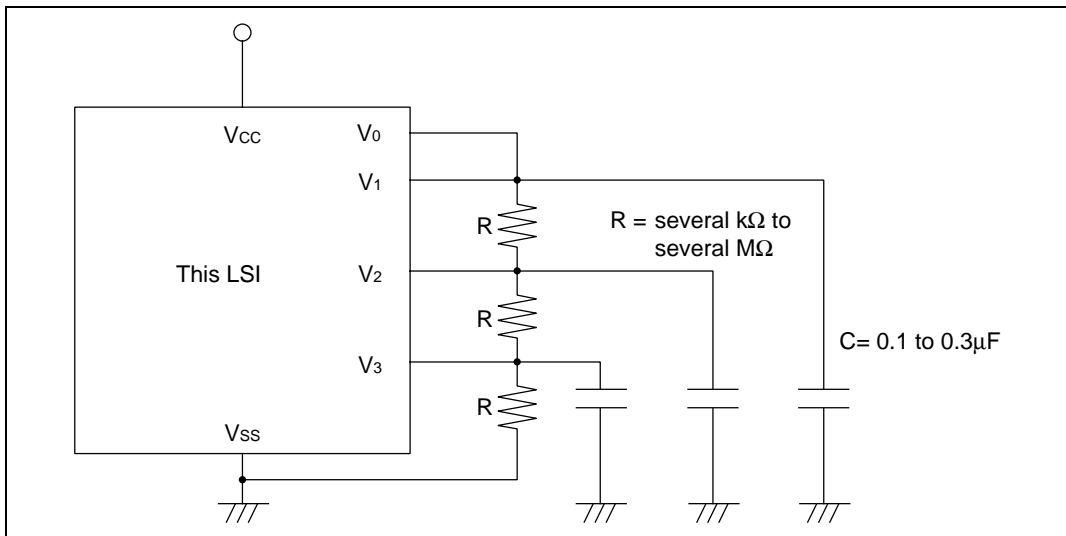 VCC
V0
V1
R
R = several kΩ to
several MΩ
This LSI
V2
R
C= 0.1 to 0.3μF
V3
R
VSS